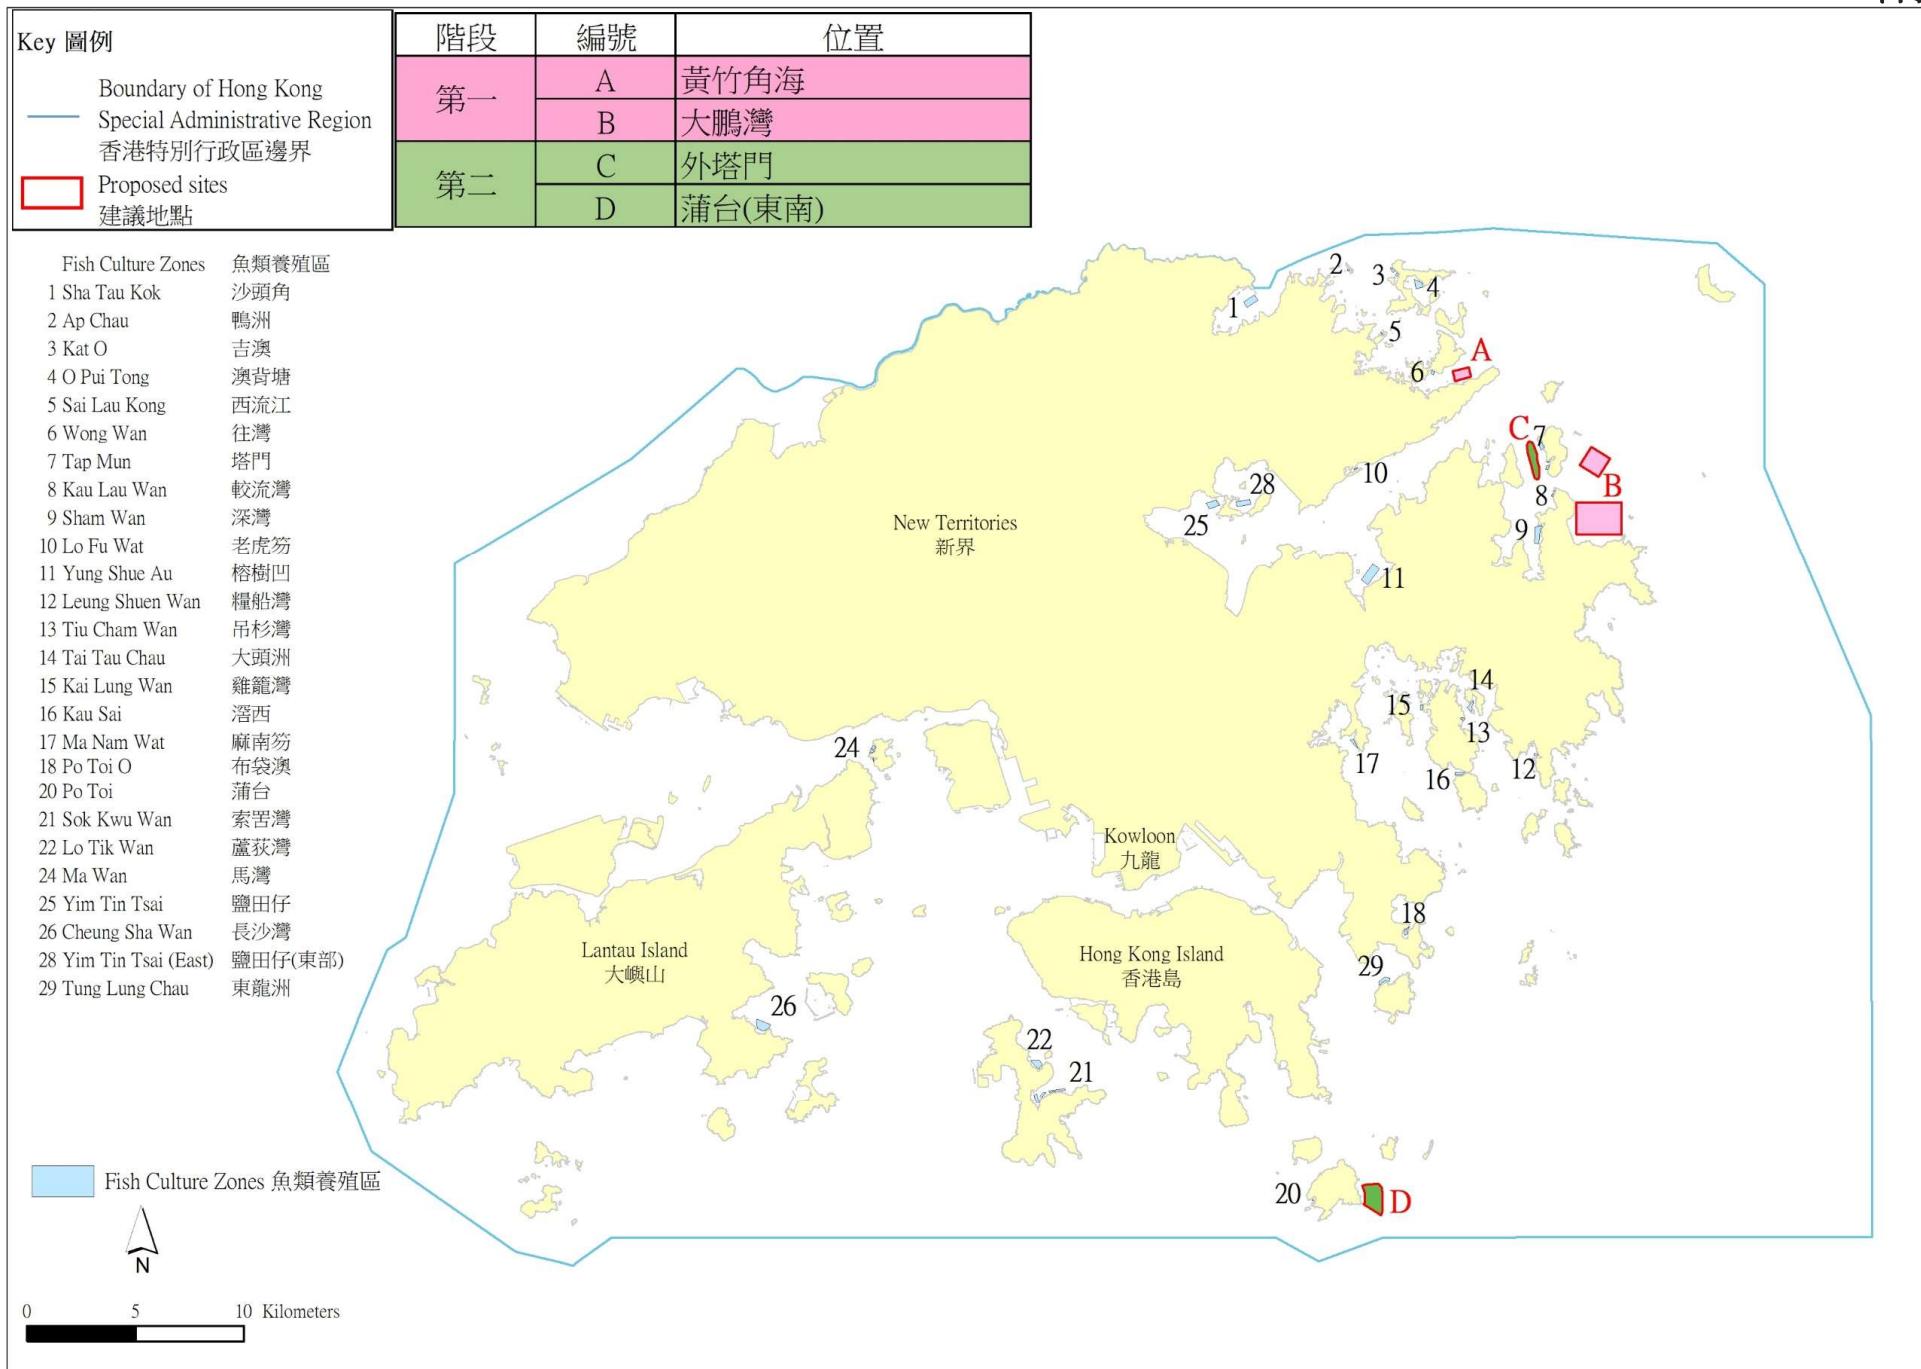 Key 圖例
Boundary of Hong Kong
Special Administrative Region
香港特別行政區邊界
Proposed sites
建議地點
階段 編號 位置
第一
A 黃竹角海
B 大鵬灣
第二
C 外塔門
D 蒲台(東南)
Fish Culture Zones 魚類養殖區
1 Sha Tau Kok 沙頭角
2 Ap Chau 鴨洲
3 Kat O 吉澳
4 O Pui Tong 澳背塘
5 Sai Lau Kong 西流江
6 Wong Wan 往灣
7 Tap Mun 塔門
8 Kau Lau Wan 較流灣
9 Sham Wan 深灣
10 Lo Fu Wat 老虎笏
11 Yung Shue Au 榕樹凹
12 Leung Shuen Wan 糧船灣
13 Tiu Cham Wan 吊杉灣
14 Tai Tau Chau 大頭洲
15 Kai Lung Wan 雞籠灣
16 Kau Sai 滘西
17 Ma Nam Wat 麻南笏
18 Po Toi O 布袋澳
20 Po Toi 蒲台
21 Sok Kwu Wan 索罟灣
22 Lo Tik Wan 蘆荻灣
24 Ma Wan 馬灣
25 Yim Tin Tsai 鹽田仔
26 Cheung Sha Wan 長沙灣
28 Yim Tin Tsai (East) 鹽田仔(東部)
29 Tung Lung Chau 東龍洲
Fish Culture Zones 魚類養殖區
N
0 5 10 Kilometers
2
3
4
1
5
A
6
C
7
10
B
28
8
25
9
New Territories
新界
11
14
15
13
24
17
12
16
Kowloon
九龍
18
Lantau Island
大嶼山
Hong Kong Island
香港島
29
26
22
21
20
D